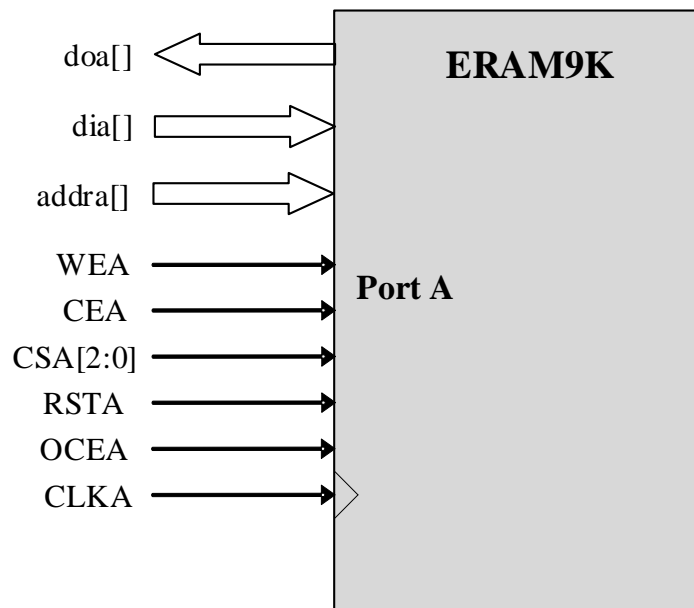 doa[]
ERAM9K
dia[]
addra[]
WEA
Port A
CEA
CSA[2:0]
RSTA
OCEA
CLKA